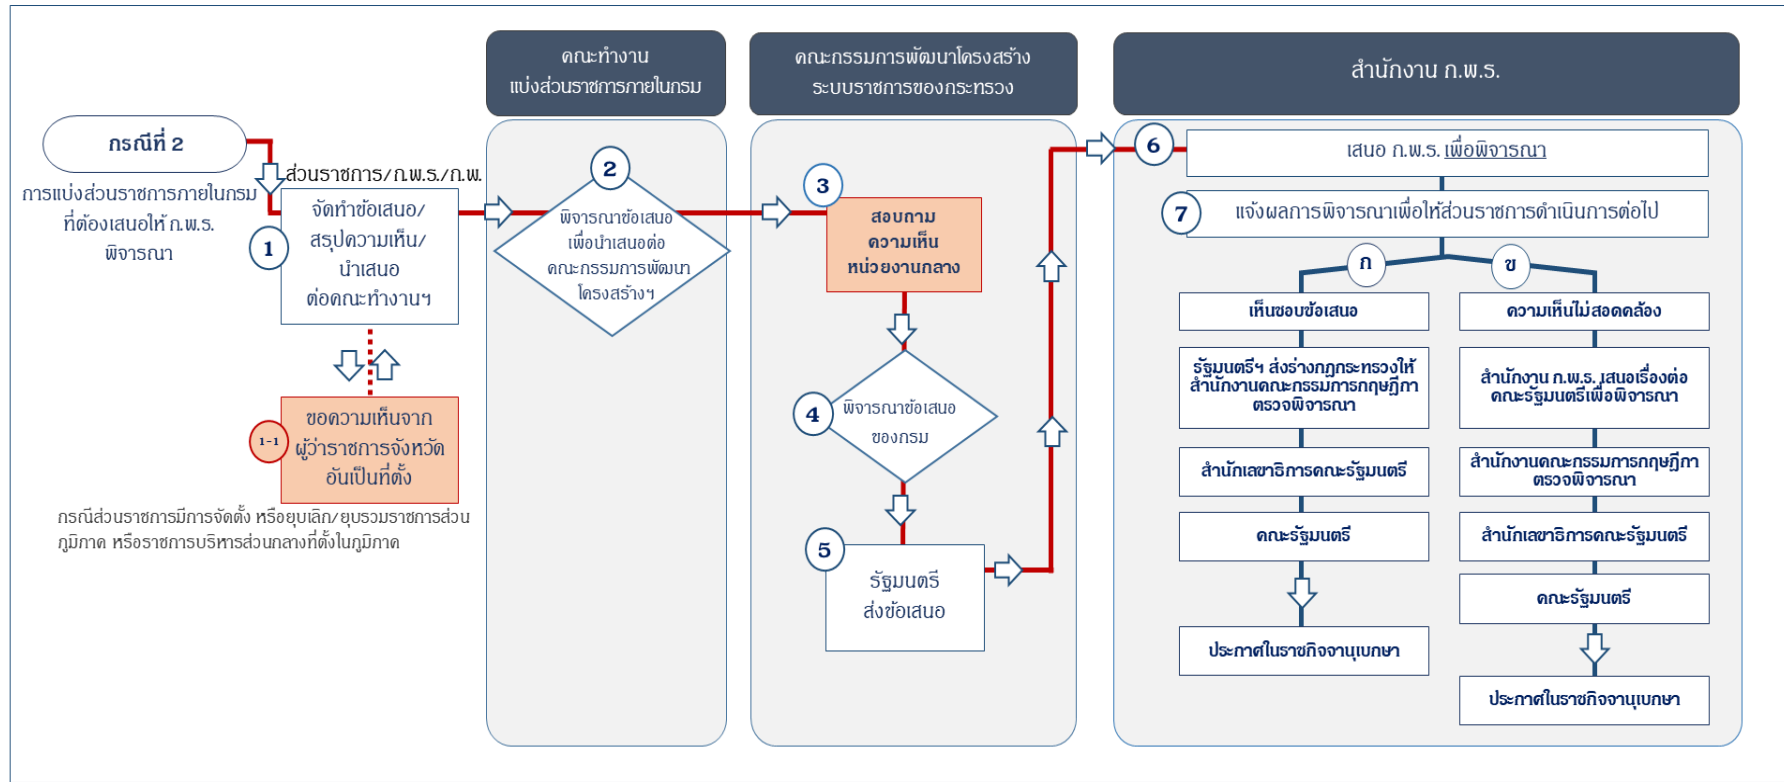 กรณีที่ 2
การแบ่งส่วนราชการภายในกรม
ที่ต้องเสนอให้ ก.พ.ร.
พิจารณา
ส่วนราชการ/ก.พ.ร./ก.พ.
1
จัดทำข้อเสนอ/
สรุปความเห็น/
นำเสนอ
ต่อคณะทำงานฯ
1-1
ขอความเห็นจาก
ผู้ว่าราชการจังหวัด
อันเป็นที่ตั้ง
กรณีส่วนราชการมีการจัดตั้ง หรือยุบเลิก/ยุบรวมราชการส่วน
ภูมิภาค หรือราชการบริหารส่วนกลางที่ตั้งในภูมิภาค
คณะทำงาน
แบ่งส่วนราชการภายในกรม
2
พิจารณาข้อเสนอ
เพื่อนำเสนอต่อ
คณะกรรมการพัฒนา
โครงสร้างฯ
คณะกรรมการพัฒนาโครงสร้าง
ระบบราชการของกระทรวง
3
สอบถาม
ความเห็น
หน่วยงานกลาง
4
พิจารณาข้อเสนอ
ของกรม
5
รัฐมนตรี
ส่งข้อเสนอ
สำนักงาน ก.พ.ร.
6
เสนอ ก.พ.ร. เพื่อพิจารณา
7
แจ้งผลการพิจารณาเพื่อให้ส่วนราชการดำเนินการต่อไป
ก
เห็นชอบข้อเสนอ
รัฐมนตรีฯ ส่งร่างกฎกระทรวงให้
สำนักงานคณะกรรมการกฤษฎีกา
ตรวจพิจารณา
สำนักเลขาธิการคณะรัฐมนตรี
คณะรัฐมนตรี
ประกาศในราชกิจจานุเบกษา
ข
ความเห็นไม่สอดคล้อง
สำนักงาน ก.พ.ร. เสนอเรื่องต่อ
คณะรัฐมนตรีเพื่อพิจารณา
สำนักงานคณะกรรมการกฤษฎีกา
ตรวจพิจารณา
สำนักเลขาธิการคณะรัฐมนตรี
คณะรัฐมนตรี
ประกาศในราชกิจจานุเบกษา